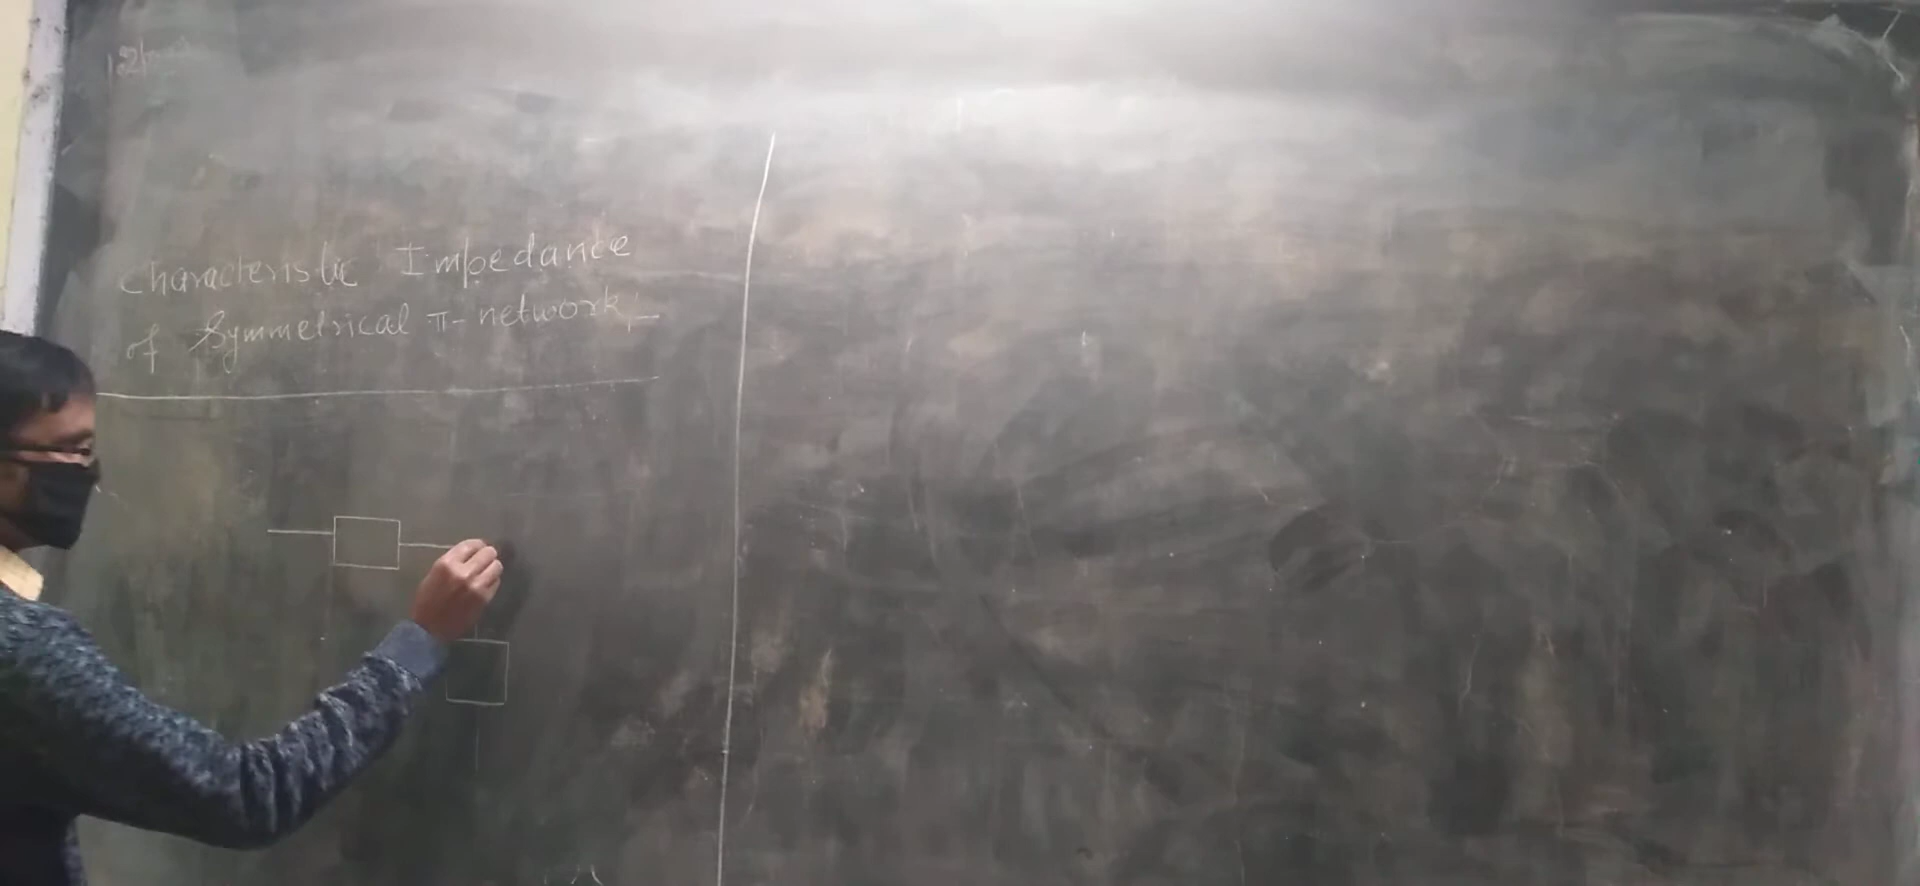 Characteristic Impedance
of Symmetrical π- network:-